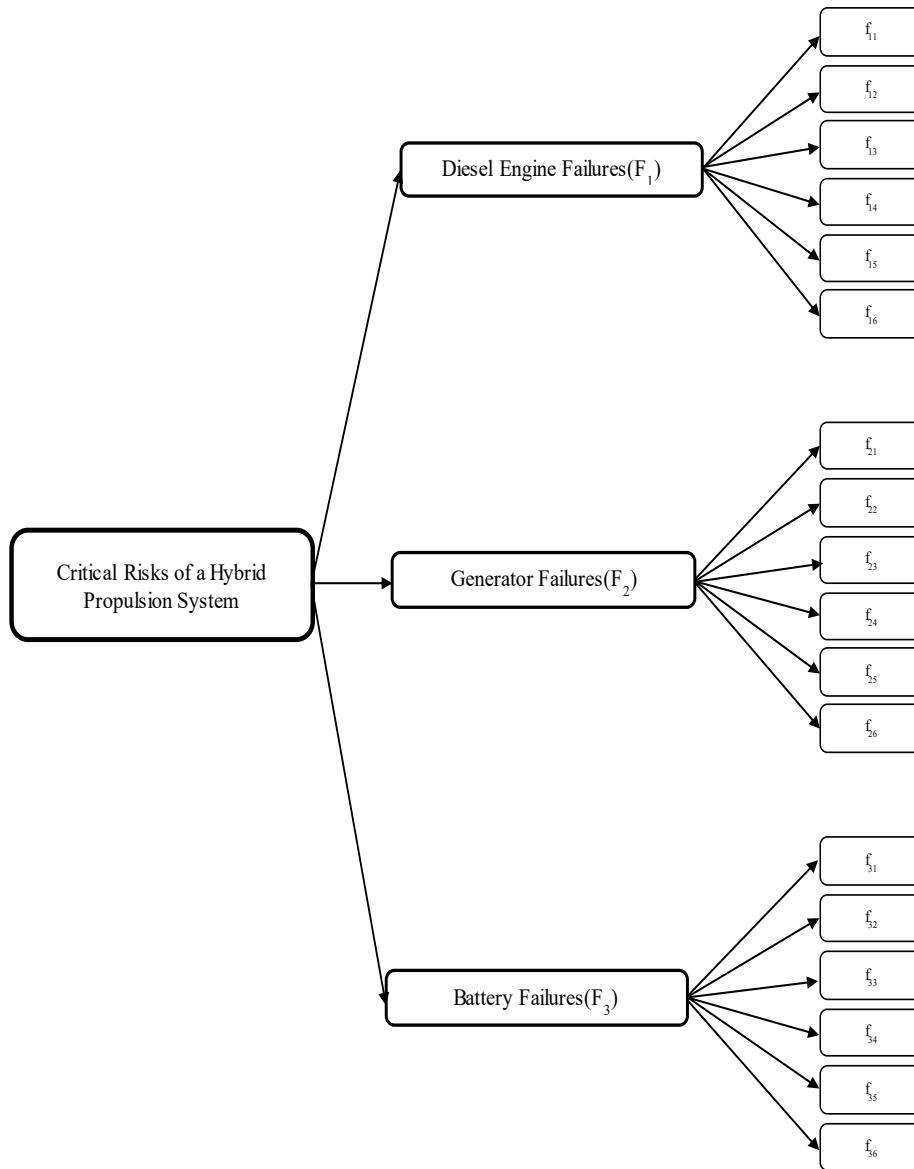 f₁₁
f₁₂
f₁₃
Diesel Engine Failures(F₁)
f₁₄
f₁₅
f₁₆
f₂₁
f₂₂
f₂₃
Critical Risks of a Hybrid
Propulsion System
Generator Failures(F₂)
f₂₄
f₂₅
f₂₆
f₃₁
f₃₂
f₃₃
Battery Failures(F₃)
f₃₄
f₃₅
f₃₆